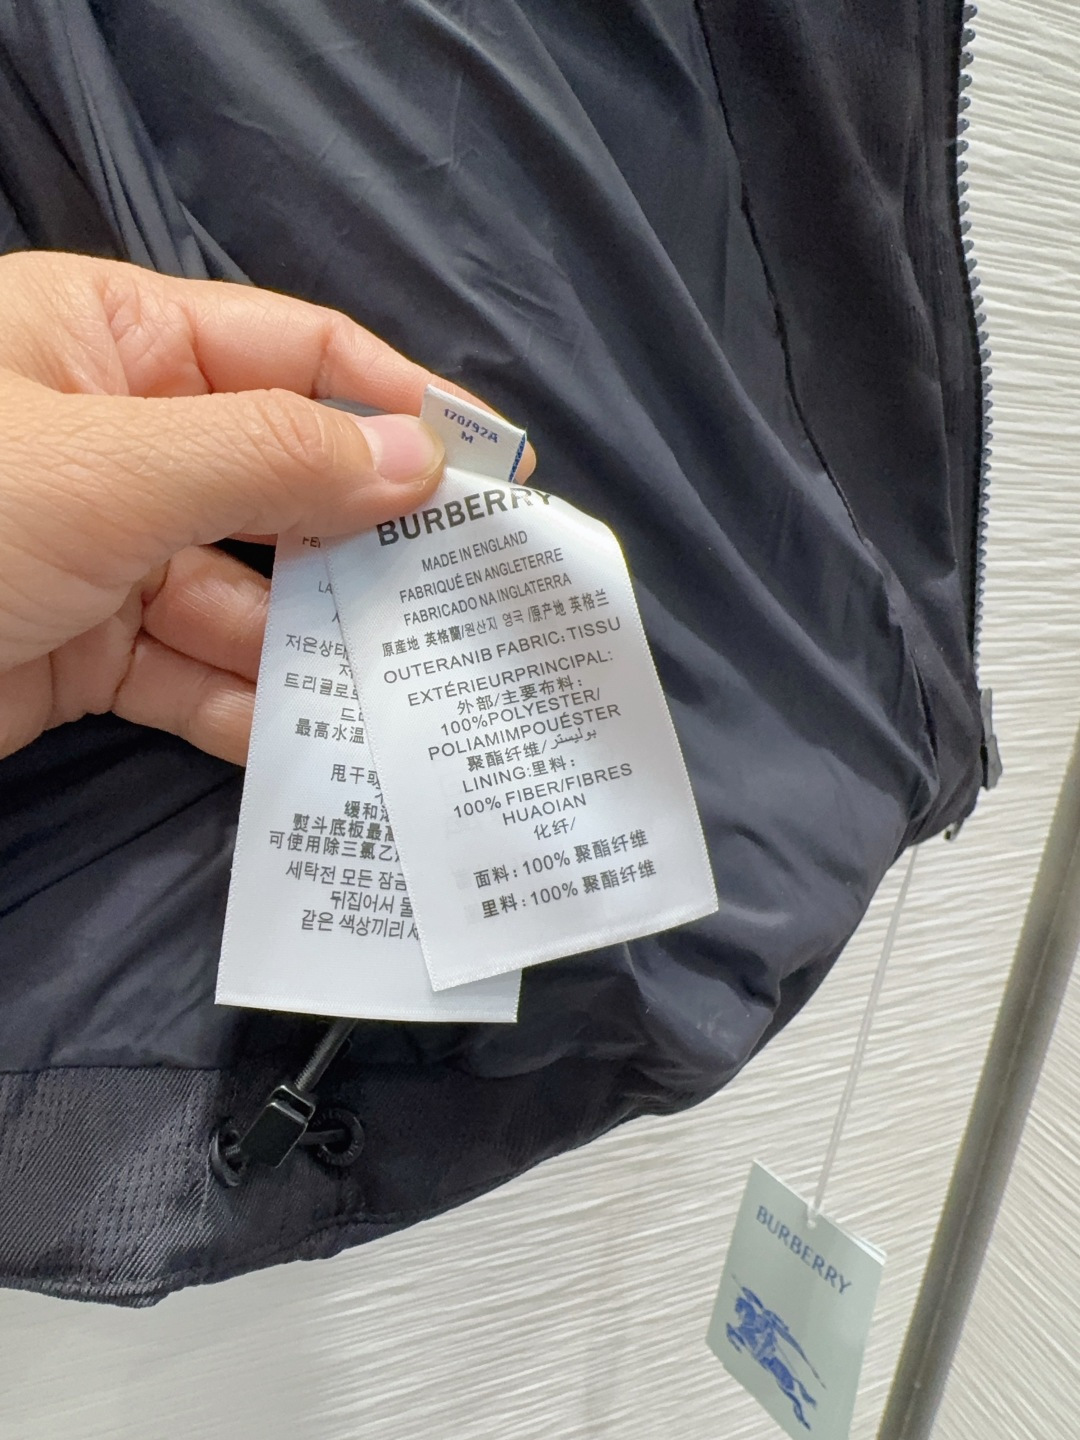 170/92A
M
BURBERRY
MADE IN ENGLAND
FABRIQUÉ EN ANGLETERRE
FABRICADO NA INGLATERRA
原産地 英格蘭/원산지 영국 /原产地 英格兰
OUTERANIB FABRIC: TISSU
EXTÉRIEURPRINCIPAL:
外部/主要布料:
100%POLYESTER/
POLIAMIMPOUÉSTER
聚酯纤维/بوليستر
LINING:里料:
100% FIBER/FIBRES
HUAOIAN
化纤/
面料: 100% 聚酯纤维
里料: 100% 聚酯纤维
LA
저온상태
트리클로로
드
最高水温
甩干或
缓和
熨斗底板最高
可使用除三氯乙
세탁전 모든 잠금
뒤집어서 물
같은 색상끼리 세
BURBERRY